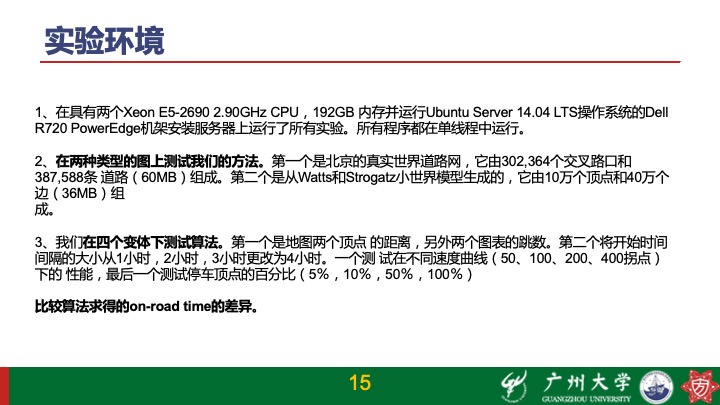 实验环境
1、在具有两个Xeon E5-2690 2.90GHz CPU，192GB 内存并运行Ubuntu Server 14.04 LTS操作系统的Dell
R720 PowerEdge机架安装服务器上运行了所有实验。所有程序都在单线程中运行。
2、在两种类型的图上测试我们的方法。第一个是北京的真实世界道路网，它由302,364个交叉路口和
387,588条 道路（60MB）组成。第二个是从Watts和Strogatz小世界模型生成的，它由10万个顶点和40万个
边（36MB）组
成。
3、我们在四个变体下测试算法。第一个是地图两个顶点 的距离，另外两个图表的跳数。第二个将开始时间
间隔的大小从1小时，2小时，3小时更改为4小时。一个测 试在不同速度曲线（50、100、200、400拐点）
下的 性能，最后一个测试停车顶点的百分比（5%，10%，50%，100%）
比较算法求得的on-road time的差异。
15
广州大学
GUANGZHOU UNIVERSITY